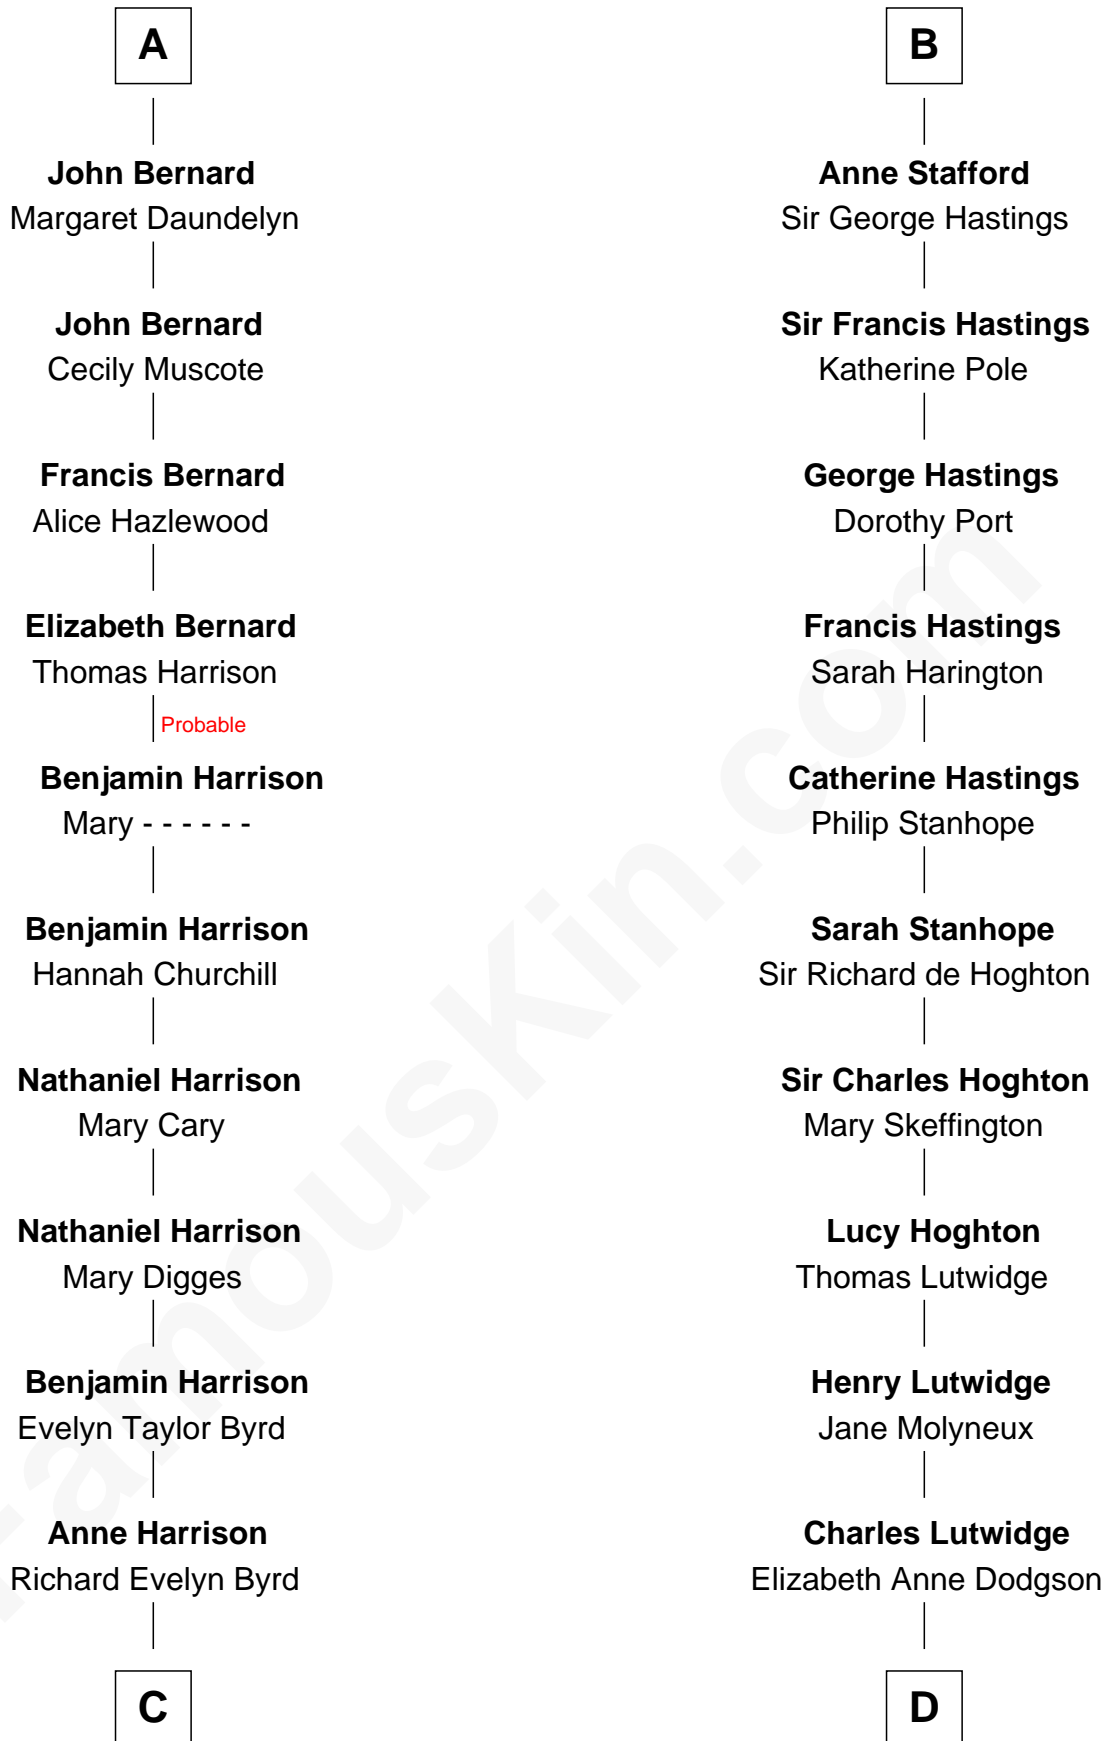 A
John Bernard
Margaret Daundelyn
John Bernard
Cecily Muscote
Francis Bernard
Alice Hazlewood
Elizabeth Bernard
Thomas Harrison
Probable
Benjamin Harrison
Mary - - - - - -
Benjamin Harrison
Hannah Churchill
Nathaniel Harrison
Mary Cary
Nathaniel Harrison
Mary Digges
Benjamin Harrison
Evelyn Taylor Byrd
Anne Harrison
Richard Evelyn Byrd
C
B
Anne Stafford
Sir George Hastings
Sir Francis Hastings
Katherine Pole
George Hastings
Dorothy Port
Francis Hastings
Sarah Harington
Catherine Hastings
Philip Stanhope
Sarah Stanhope
Sir Richard de Hoghton
Sir Charles Hoghton
Mary Skeffington
Lucy Hoghton
Thomas Lutwidge
Henry Lutwidge
Jane Molyneux
Charles Lutwidge
Elizabeth Anne Dodgson
D
FamousKin.com